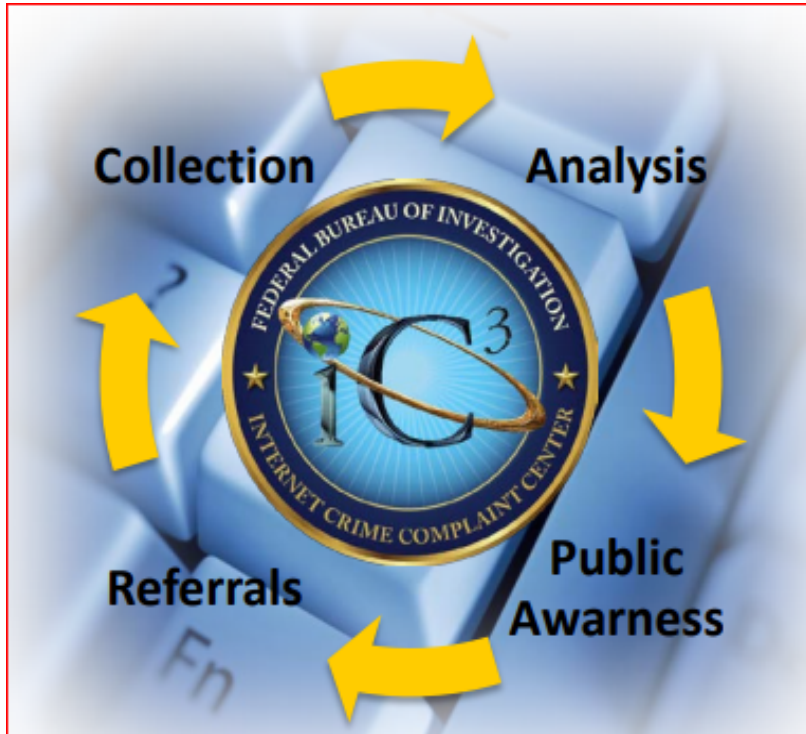 Collection
Analysis
FEDERAL BUREAU OF INVESTIGATION
iC3
INTERNET CRIME COMPLAINT CENTER
?
Referrals
Public
Awarness
Fn